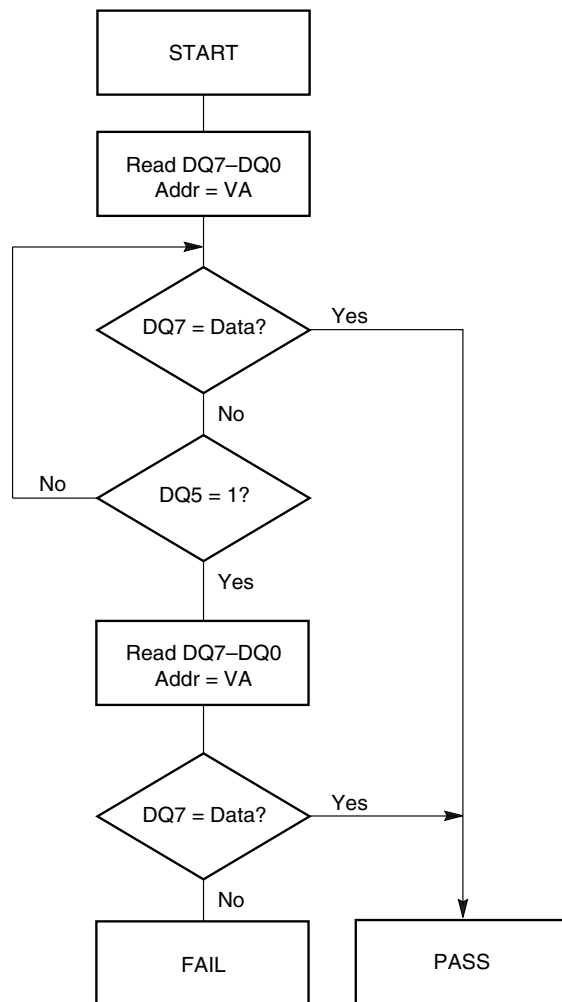 START
Read DQ7–DQ0
Addr = VA
DQ7 = Data?
Yes
No
No
DQ5 = 1?
Yes
Read DQ7–DQ0
Addr = VA
DQ7 = Data?
Yes
No
FAIL
PASS